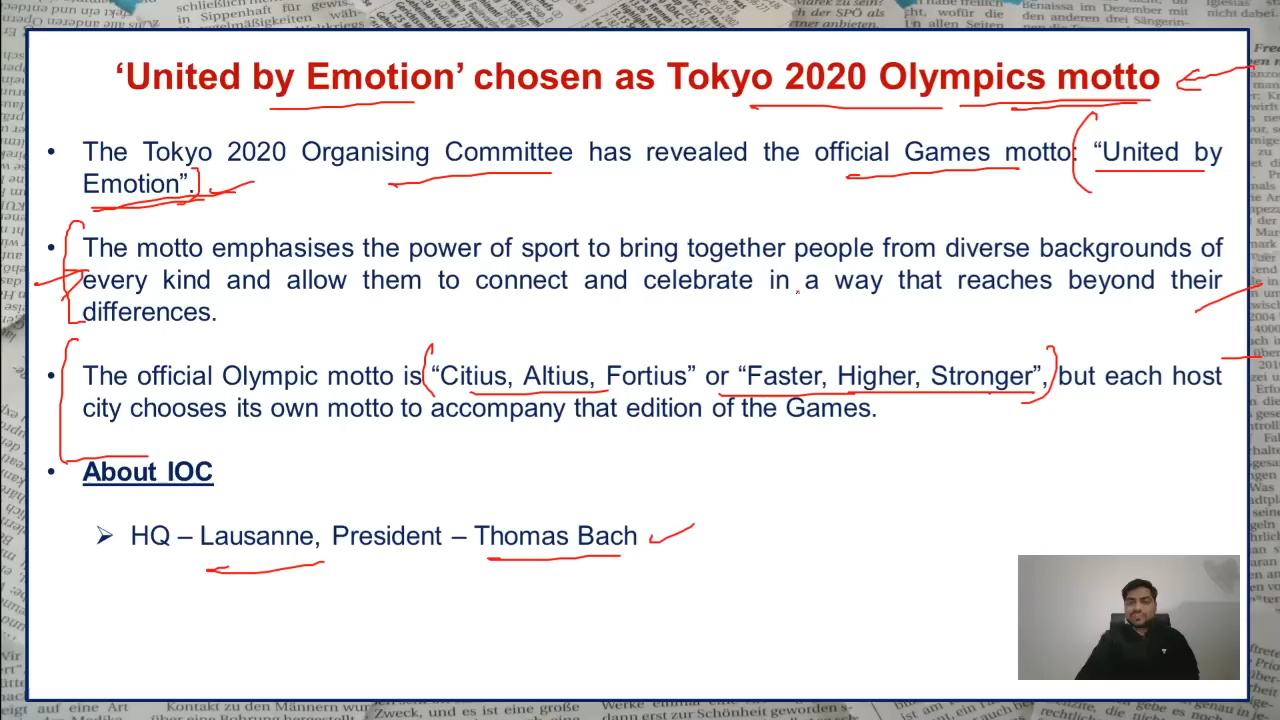 ‘United by Emotion’ chosen as Tokyo 2020 Olympics motto
• The Tokyo 2020 Organising Committee has revealed the official Games motto: “United by
Emotion”.
• The motto emphasises the power of sport to bring together people from diverse backgrounds of
every kind and allow them to connect and celebrate in a way that reaches beyond their
differences.
• The official Olympic motto is “Citius, Altius, Fortius” or “Faster, Higher, Stronger”, but each host
city chooses its own motto to accompany that edition of the Games.
• About IOC
➢ HQ – Lausanne, President – Thomas Bach